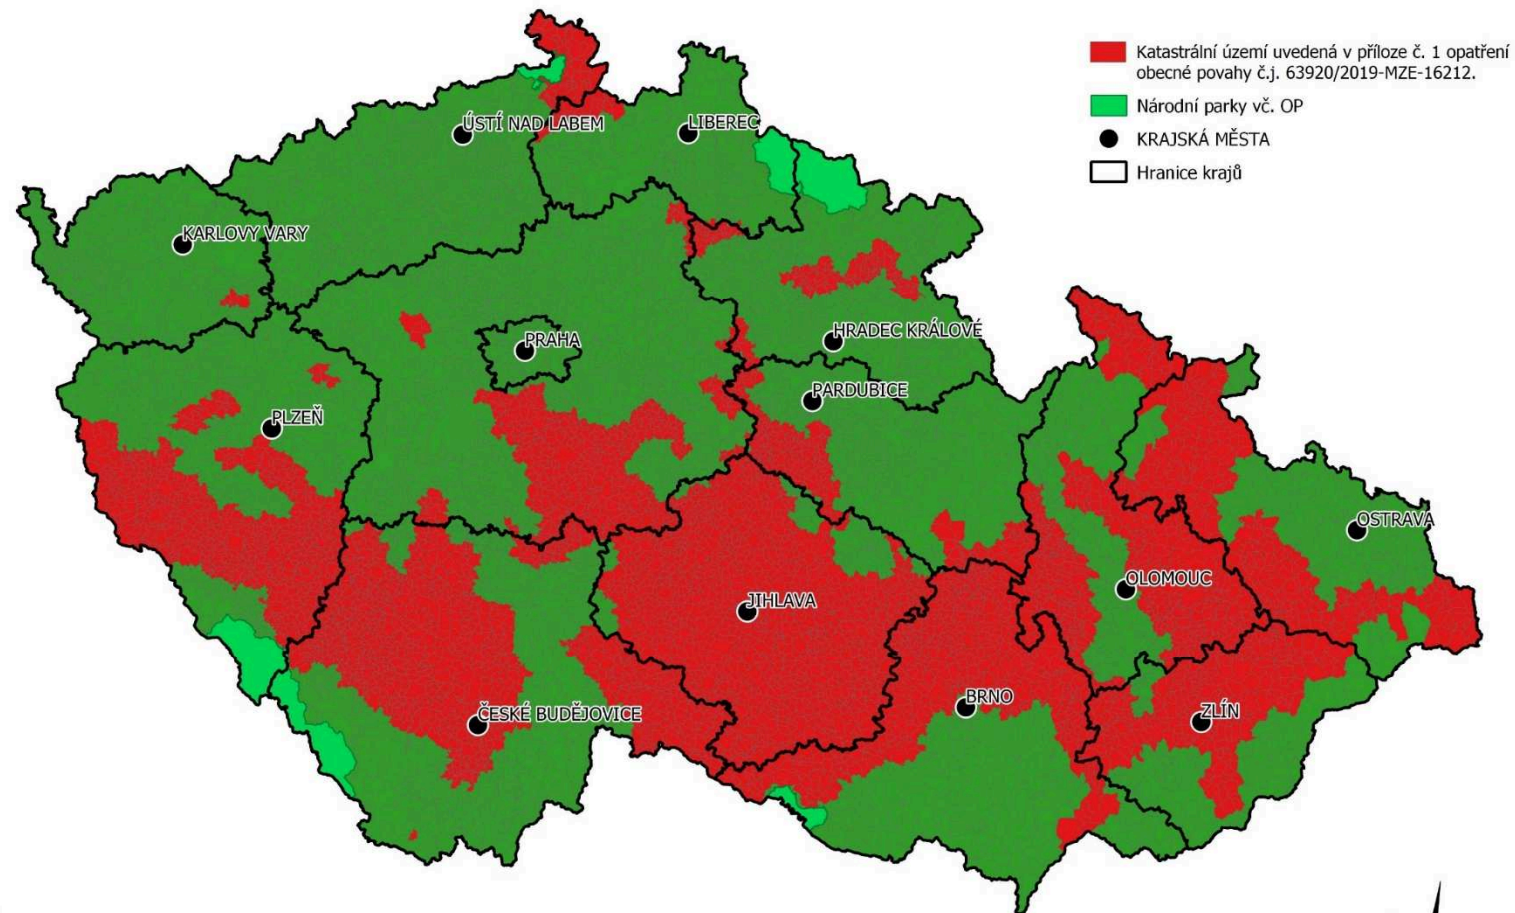 Katastrální území uvedená v příloze č. 1 opatření
obecné povahy č.j. 63920/2019-MZE-16212.
Národní parky vč. OP
KRAJSKÁ MĚSTA
Hranice krajů
ÚSTÍ NAD LABEM
LIBEREC
KARLOVY VARY
PRAHA
HRADEC KRÁLOVÉ
PARDUBICE
PLZEŇ
OSTRAVA
OLOMOUC
JIHLAVA
BRNO
ČESKÉ BUDĚJOVICE
ZLÍN